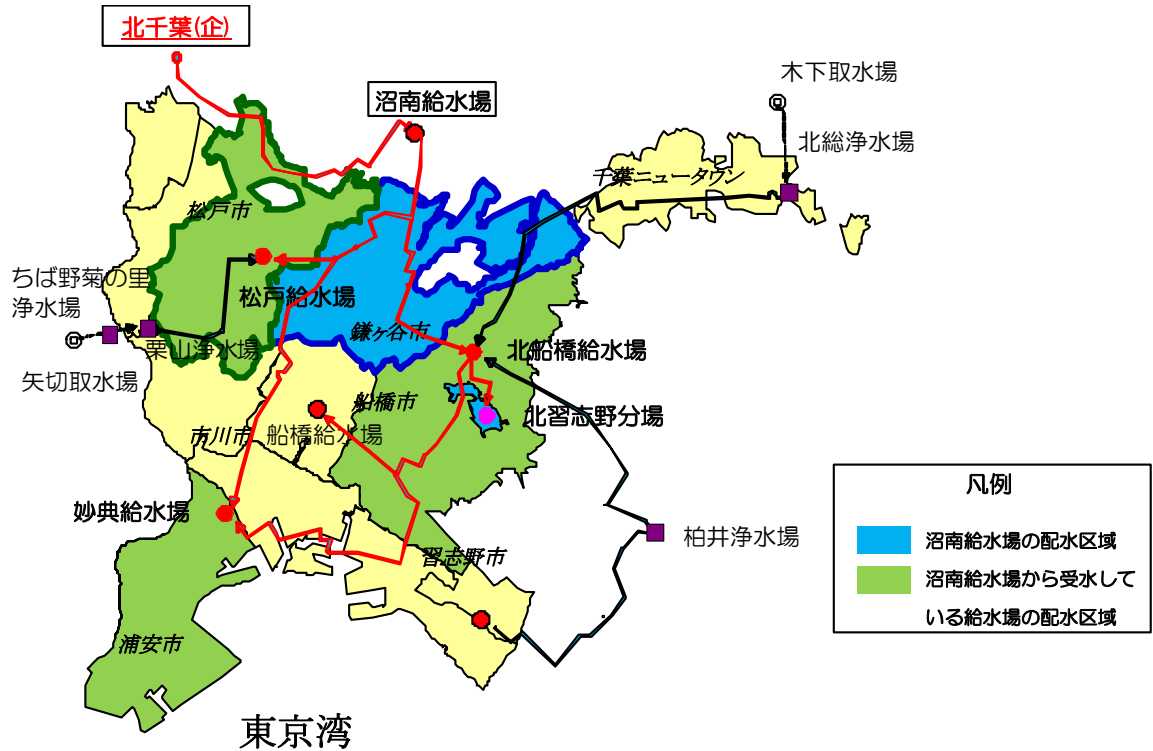 北千葉(企)
木下取水場
沼南給水場
北総浄水場
千葉ニュータウン
松戸市
ちば野菊の里
浄水場
松戸給水場
鎌ヶ谷市
栗山浄水場
北船橋給水場
矢切取水場
船橋市
北習志野分場
市川市
船橋給水場
凡例
妙典給水場
柏井浄水場
沼南給水場の配水区域
習志野市
沼南給水場から受水して
いる給水場の配水区域
浦安市
東京湾